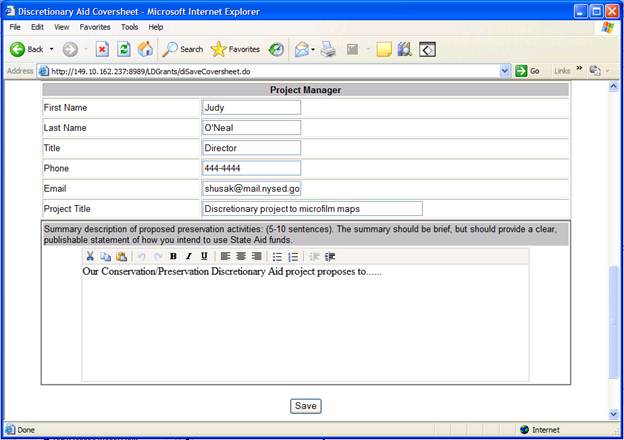 Discretionary Aid Coversheet - Microsoft Internet Explorer
File Edit View Favorites Tools Help
Back Search Favorites
Address http://149.10.162.237:8989/LDGrants/diSaveCoversheet.do Go Links »
Project Manager
First Name Judy
Last Name O'Neal
Title Director
Phone 444-4444
Email shusak@mail.nysed.go
Project Title Discretionary project to microfilm maps
Summary description of proposed preservation activities: (5-10 sentences). The summary should be brief, but should provide a clear,
publishable statement of how you intend to use State Aid funds.
B I U
Our Conservation/Preservation Discretionary Aid project proposes to......
Save
Done Internet